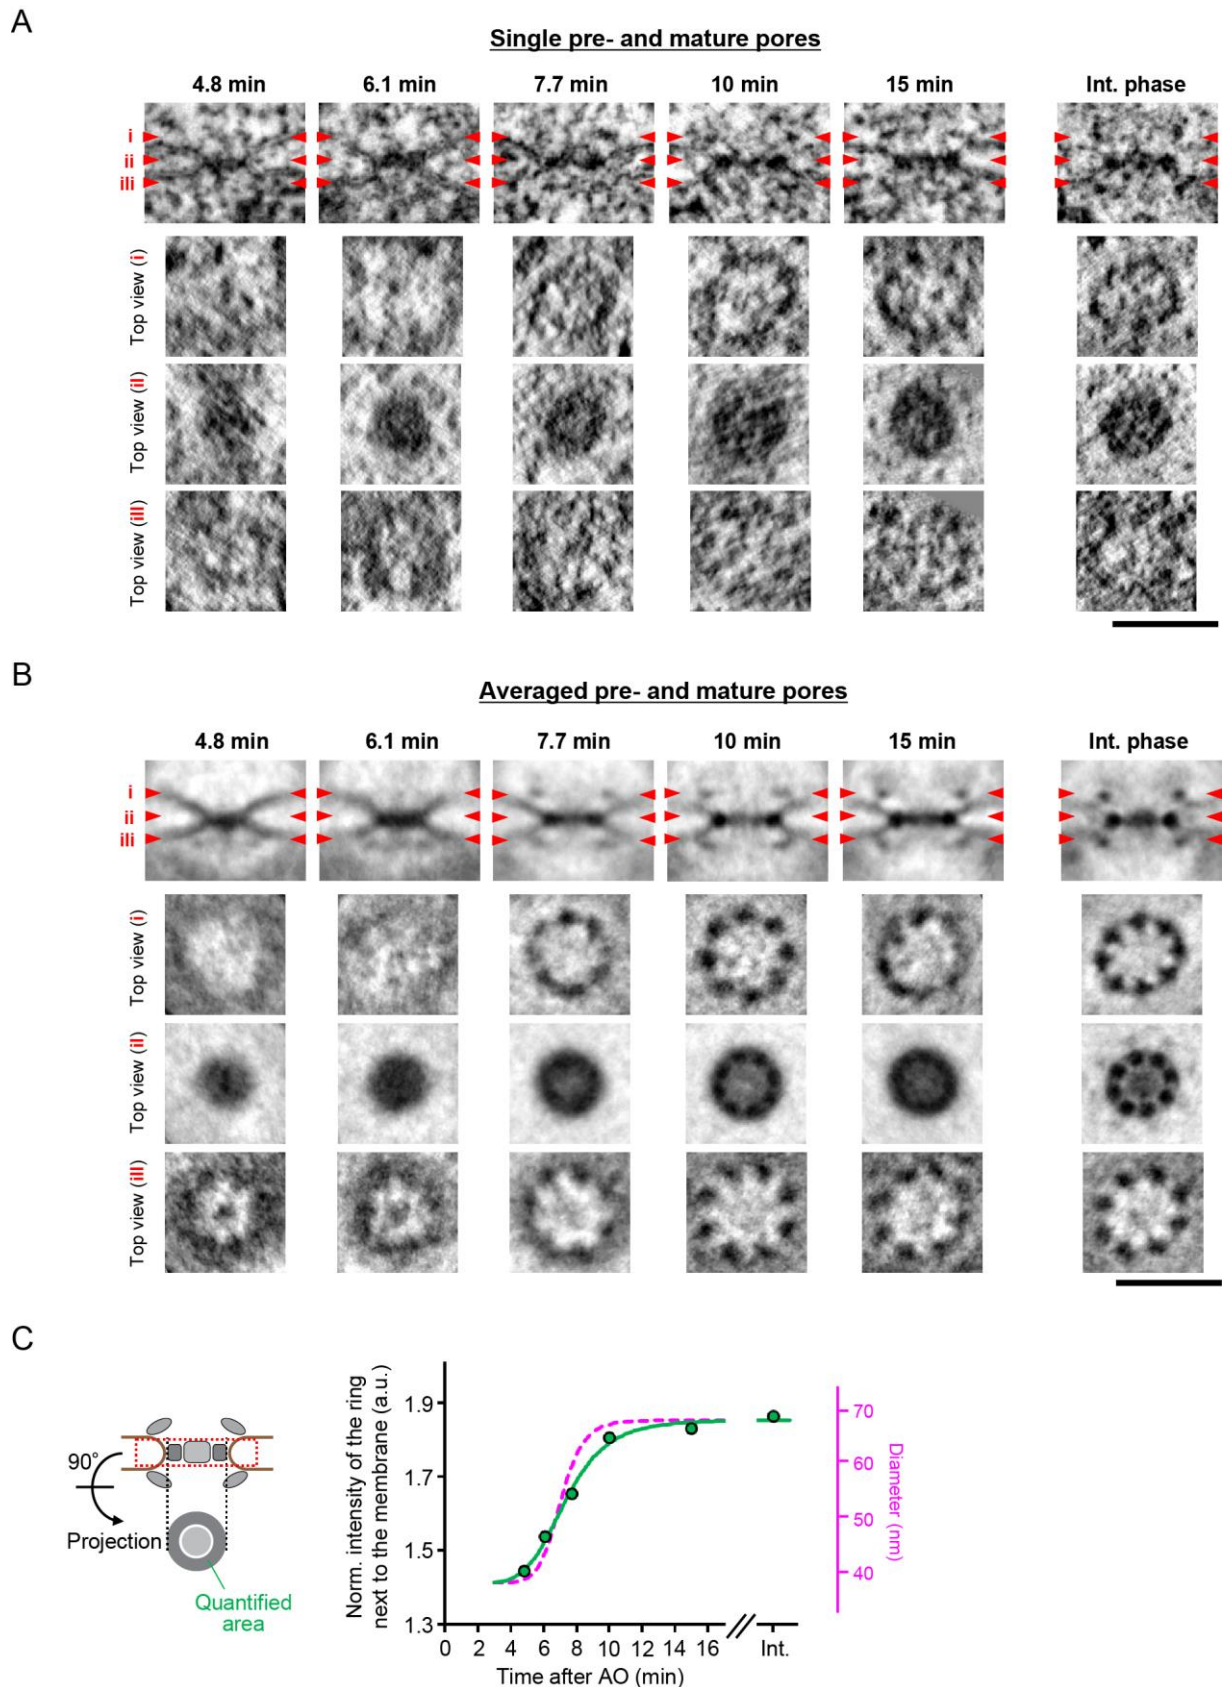 A
Single pre- and mature pores
4.8 min 6.1 min 7.7 min 10 min 15 min Int. phase
i
ii
iii
Top view (i)
Top view (ii)
Top view (iii)
B
Averaged pre- and mature pores
4.8 min 6.1 min 7.7 min 10 min 15 min Int. phase
i
ii
iii
Top view (i)
Top view (ii)
Top view (iii)
C
90°
Projection
Quantified
area
Norm. intensity of the ring
next to the membrane (a.u.)
1.9
1.7
1.5
1.3
0 2 4 6 8 10 12 14 16 Int.
Time after AO (min)
70
60
50
40
Diameter (nm)